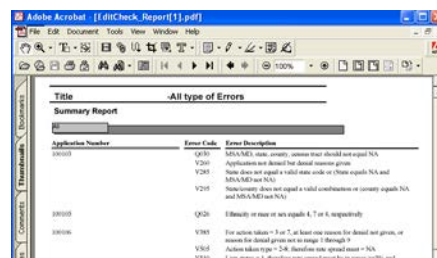 Adobe Acrobat - [EditCheck_Report[1].pdf]
File Edit Document Tools View Window Help
100%
Bookmarks
Thumbnails
Comments
Title -All type of Errors
Summary Report
All
Application Number Error Code Error Description
100103 Q030 MSA/MD, state, county, census tract should not equal NA
V260 Application not denied but denial reasons given
V285 State does not equal a valid state code or (State equals NA and
MSA/MD not NA)
V295 State/county does not equal a valid combination or (county equals NA
and MSA/MD not NA)
100105 Q026 Ethnicity or race or sex equals 4, 7 or 4, respectively
100106 V385 For action taken = 3 or 7, at least one reason for denial not given, or
reason for denial given not in range 1 through 9
V505 Action taken type = 2-8, therefore rate spread must = NA